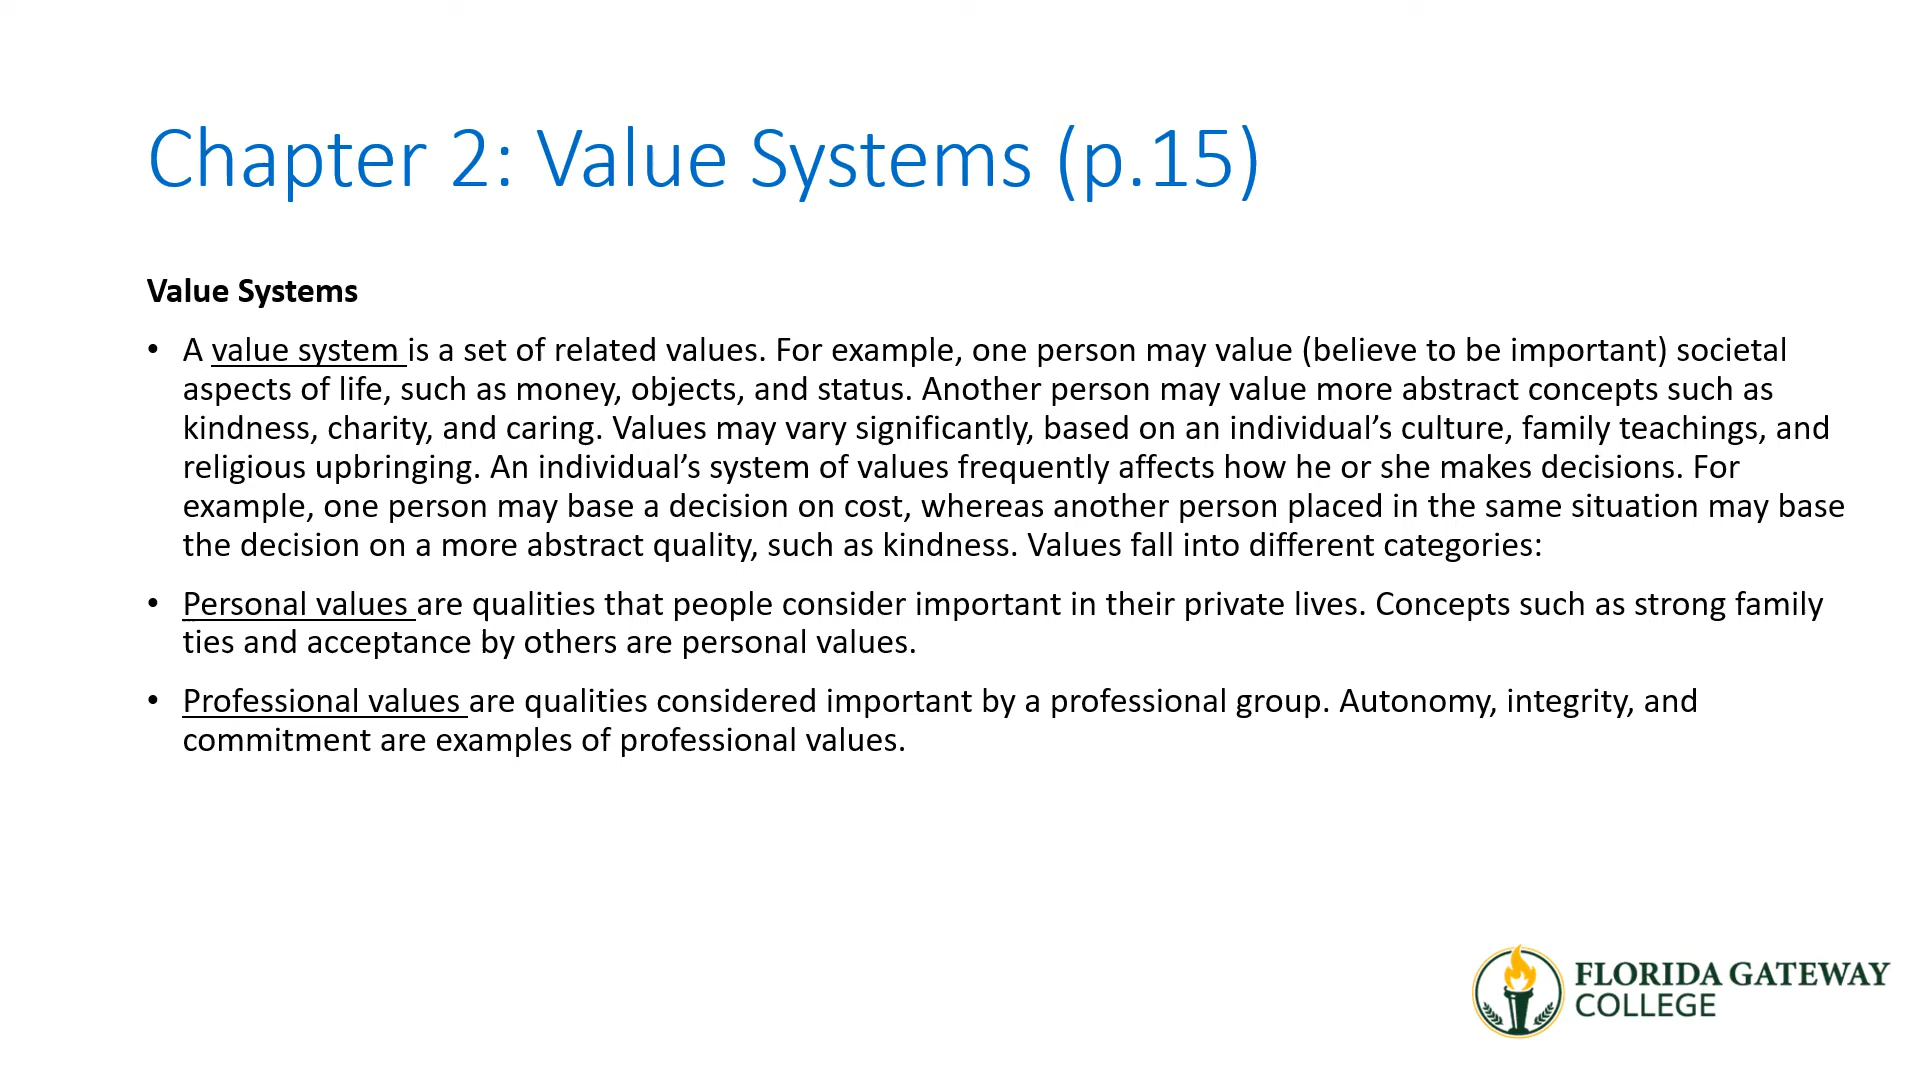 Chapter 2: Value Systems (p.15)
Value Systems
• A value system is a set of related values. For example, one person may value (believe to be important) societal
aspects of life, such as money, objects, and status. Another person may value more abstract concepts such as
kindness, charity, and caring. Values may vary significantly, based on an individual’s culture, family teachings, and
religious upbringing. An individual’s system of values frequently affects how he or she makes decisions. For
example, one person may base a decision on cost, whereas another person placed in the same situation may base
the decision on a more abstract quality, such as kindness. Values fall into different categories:
• Personal values are qualities that people consider important in their private lives. Concepts such as strong family
ties and acceptance by others are personal values.
• Professional values are qualities considered important by a professional group. Autonomy, integrity, and
commitment are examples of professional values.
FLORIDA GATEWAY
COLLEGE